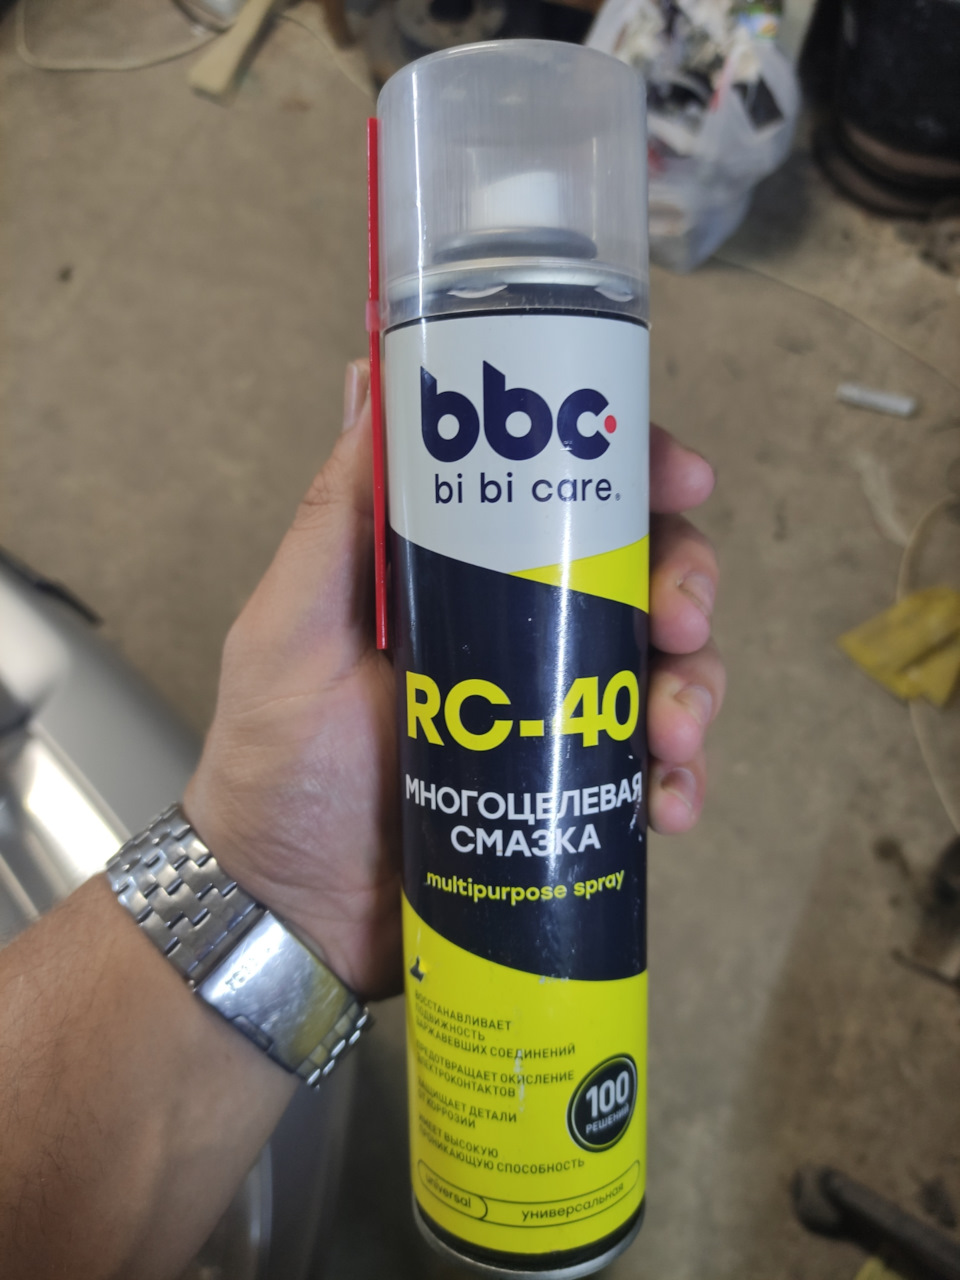 bbc
bi bi care®
RC-40
МНОГОЦЕЛЕВАЯ
СМАЗКА
multipurpose spray
ВОССТАНАВЛИВАЕТ
ПОДВИЖНОСТЬ
ЗАРЖАВЕВШИХ СОЕДИНЕНИЙ
ПРЕДОТВРАЩАЕТ ОКИСЛЕНИЕ
ЭЛЕКТРОКОНТАКТОВ
ЗАЩИЩАЕТ ДЕТАЛИ
ОТ КОРРОЗИИ
ИМЕЕТ ВЫСОКУЮ
ПРОНИКАЮЩУЮ СПОСОБНОСТЬ
100
РЕШЕНИЙ
universal
универсальная